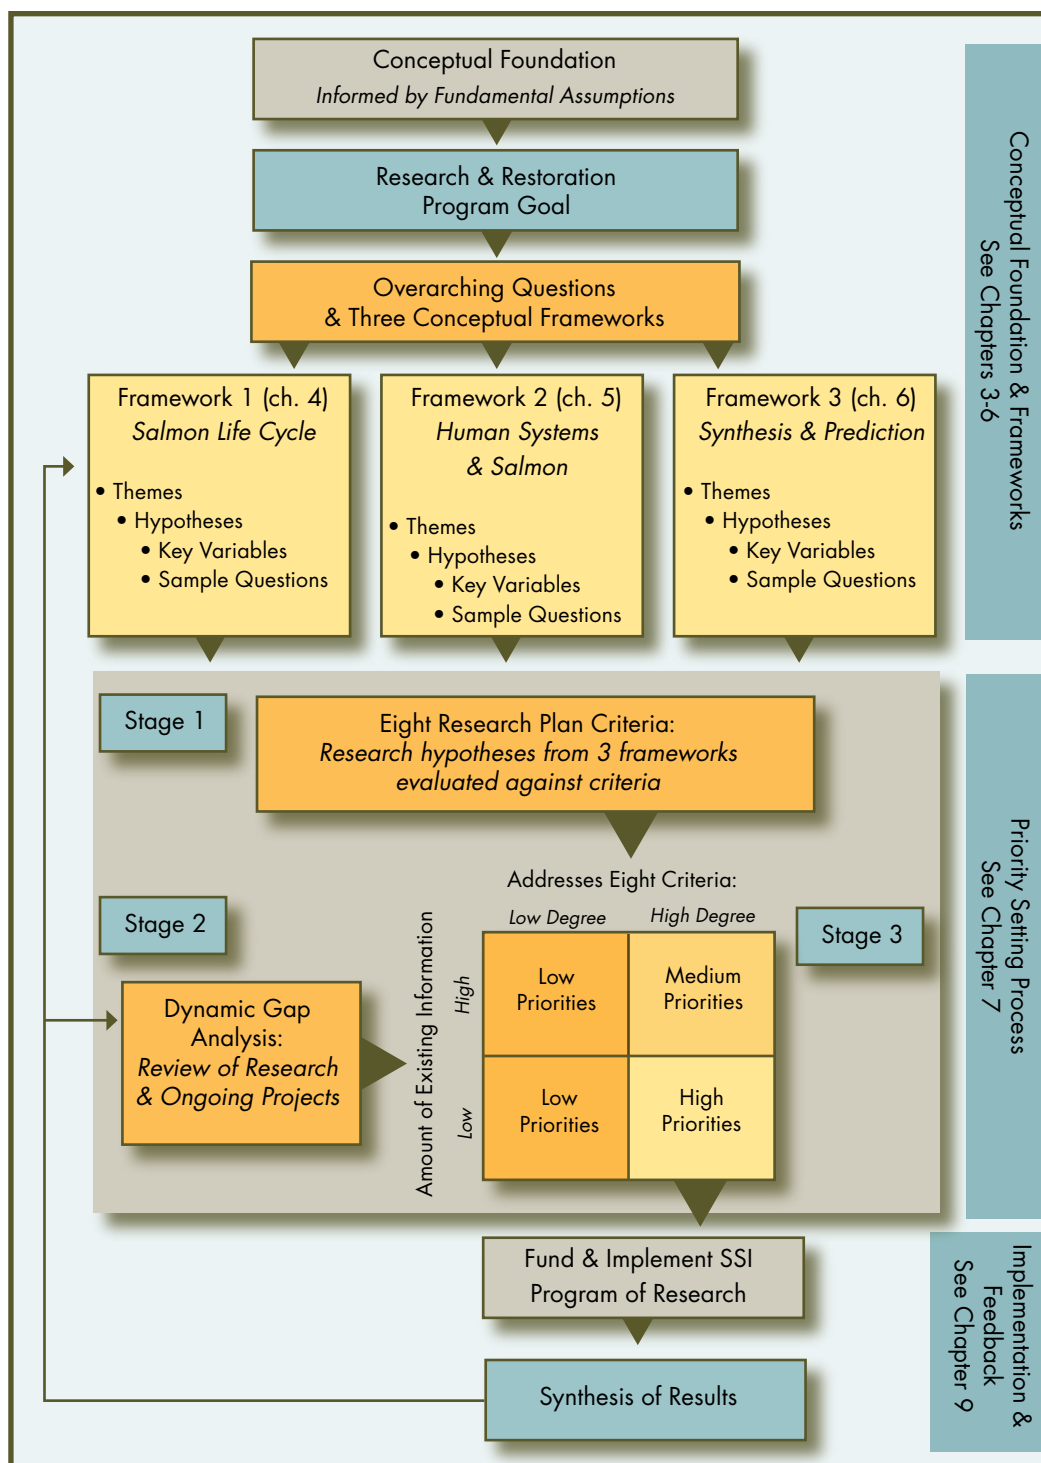 Conceptual Foundation
Informed by Fundamental Assumptions
Research & Restoration
Program Goal
Overarching Questions
& Three Conceptual Frameworks
Framework 1 (ch. 4)
Salmon Life Cycle
• Themes
• Hypotheses
• Key Variables
• Sample Questions
Framework 2 (ch. 5)
Human Systems
& Salmon
• Themes
• Hypotheses
• Key Variables
• Sample Questions
Framework 3 (ch. 6)
Synthesis & Prediction
• Themes
• Hypotheses
• Key Variables
• Sample Questions
Conceptual Foundation & Frameworks
See Chapters 3-6
Stage 1
Eight Research Plan Criteria:
Research hypotheses from 3 frameworks
evaluated against criteria
Stage 2
Dynamic Gap
Analysis:
Review of Research
& Ongoing Projects
Addresses Eight Criteria:
Low Degree
High Degree
Amount of Existing Information
High
Low
Low
Priorities
Medium
Priorities
Low
Priorities
High
Priorities
Stage 3
Priority Setting Process
See Chapter 7
Fund & Implement SSI
Program of Research
Synthesis of Results
Implementation &
Feedback
See Chapter 9